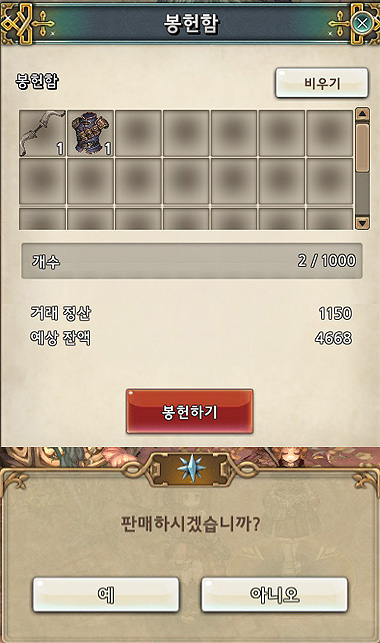 봉헌함
봉헌함 비우기
1 1
개수 2 / 1000
거래 정산 1150
예상 잔액 4668
봉헌하기
판매하시겠습니까?
예 아니오